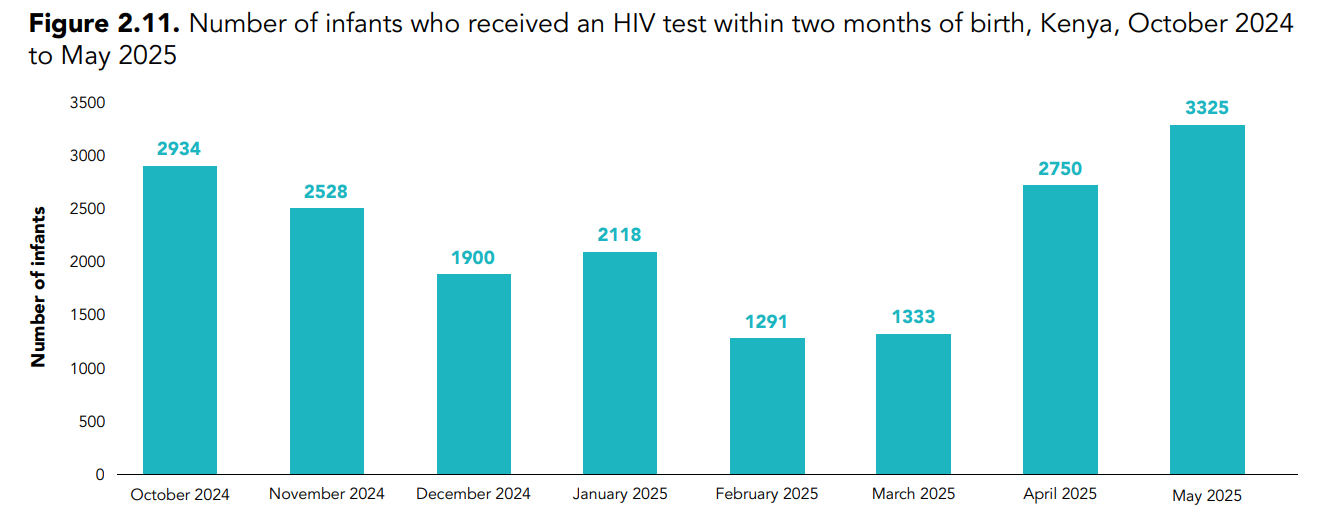 Figure 2.11. Number of infants who received an HIV test within two months of birth, Kenya, October 2024
to May 2025
Number of infants
3500
3000
2500
2000
1500
1000
500
0
2934
2528
1900
2118
1291
1333
2750
3325
October 2024
November 2024
December 2024
January 2025
February 2025
March 2025
April 2025
May 2025